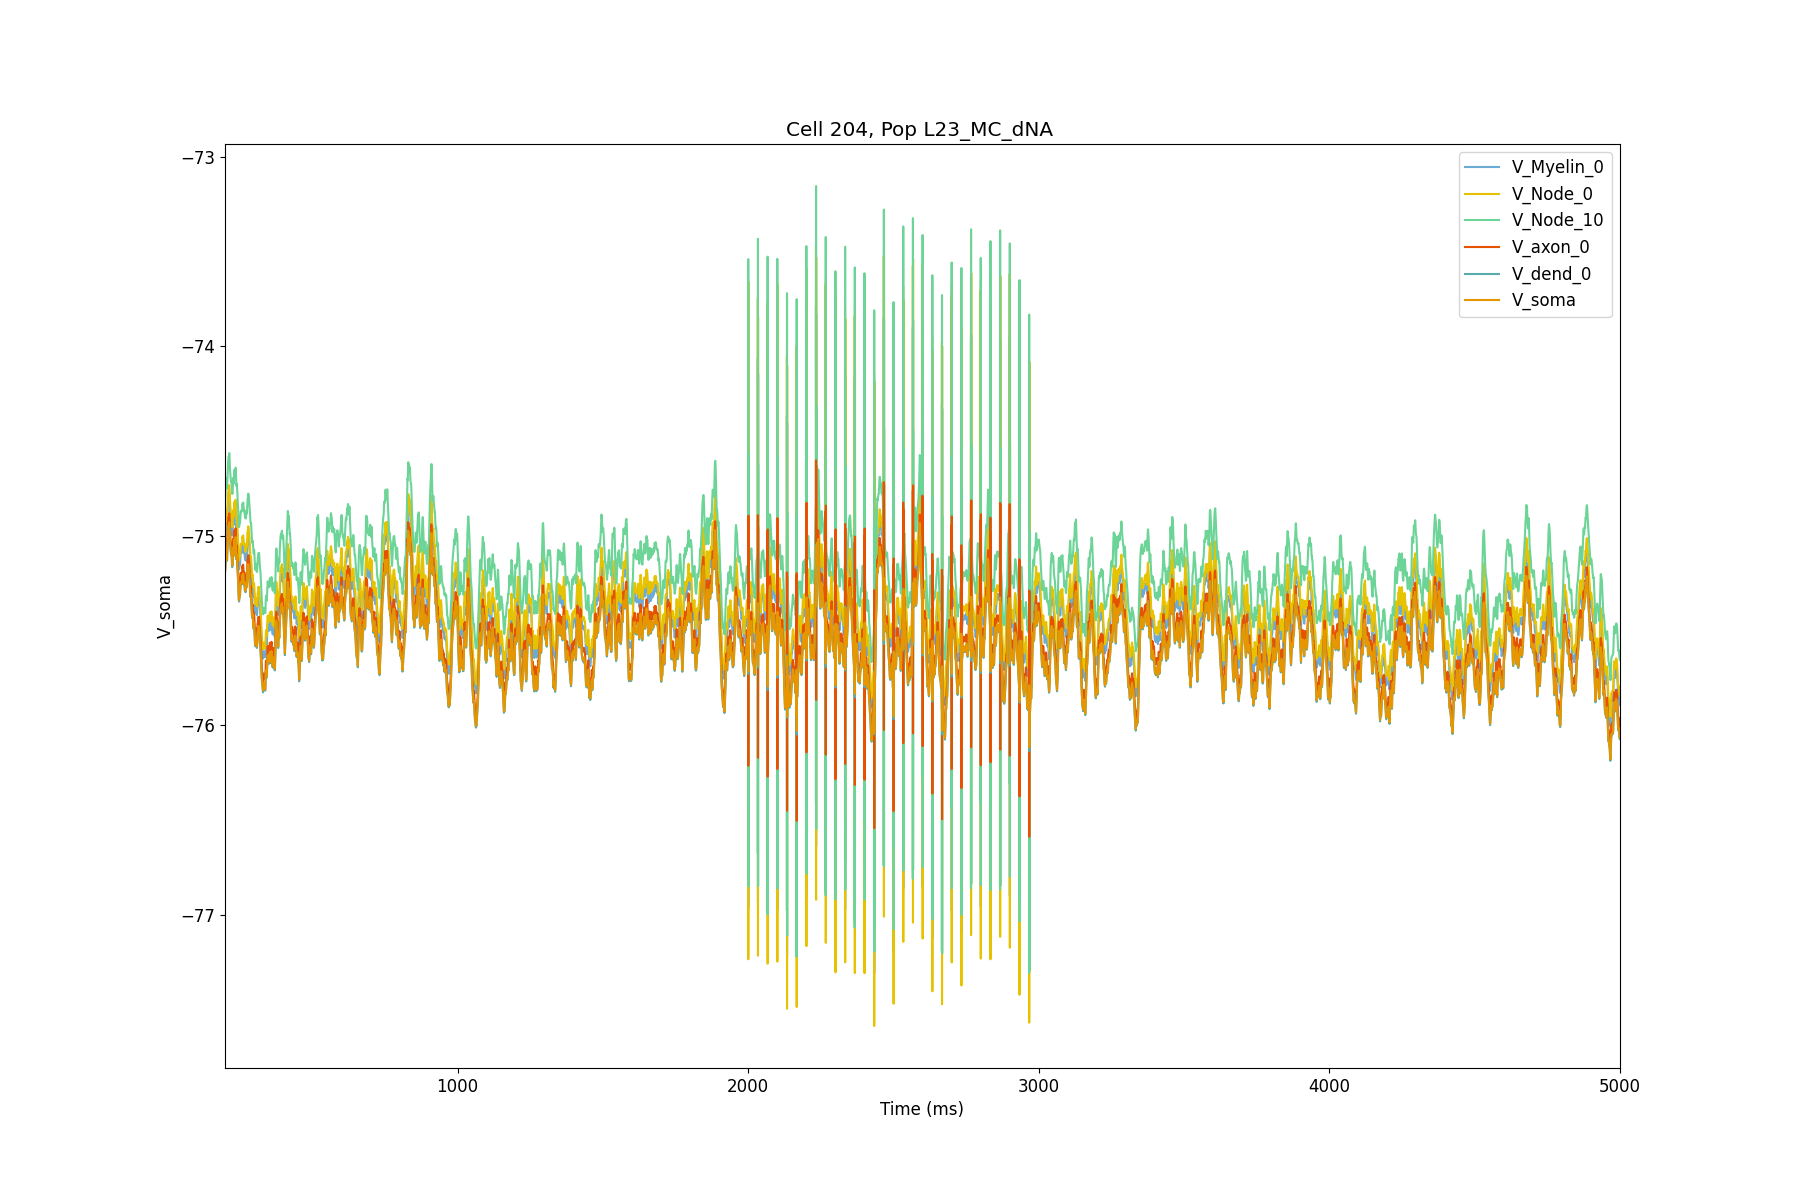 Cell 204, Pop L23_MC_dNA
−73
−74
−75
−76
−77
V_soma
V_Myelin_0
V_Node_0
V_Node_10
V_axon_0
V_dend_0
V_soma
1000
2000
3000
4000
5000
Time (ms)